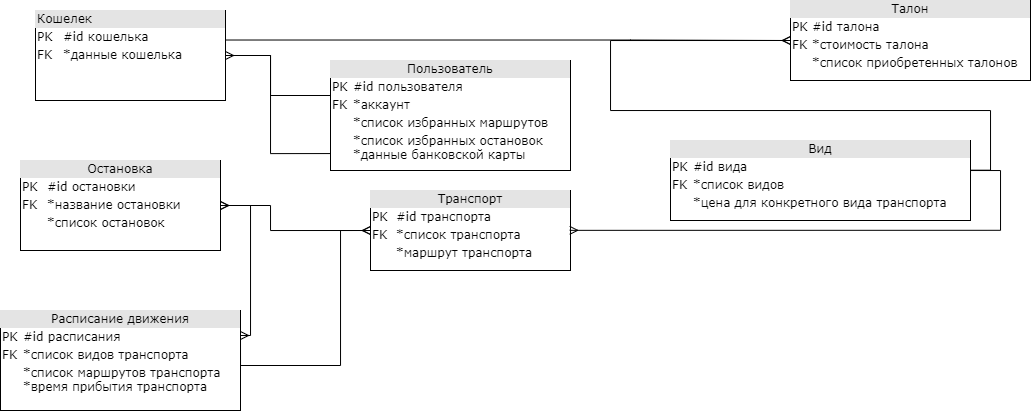 Кошелек
PK #id кошелька
FK *данные кошелька
Талон
PK #id талона
FK *стоимость талона
*список приобретенных талонов
Пользователь
PK #id пользователя
FK *аккаунт
*список избранных маршрутов
*список избранных остановок
*данные банковской карты
Вид
PK #id вида
FK *список видов
*цена для конкретного вида транспорта
Остановка
PK #id остановки
FK *название остановки
*список остановок
Транспорт
PK #id транспорта
FK *список транспорта
*маршрут транспорта
Расписание движения
PK #id расписания
FK *список видов транспорта
*список маршрутов транспорта
*время прибытия транспорта